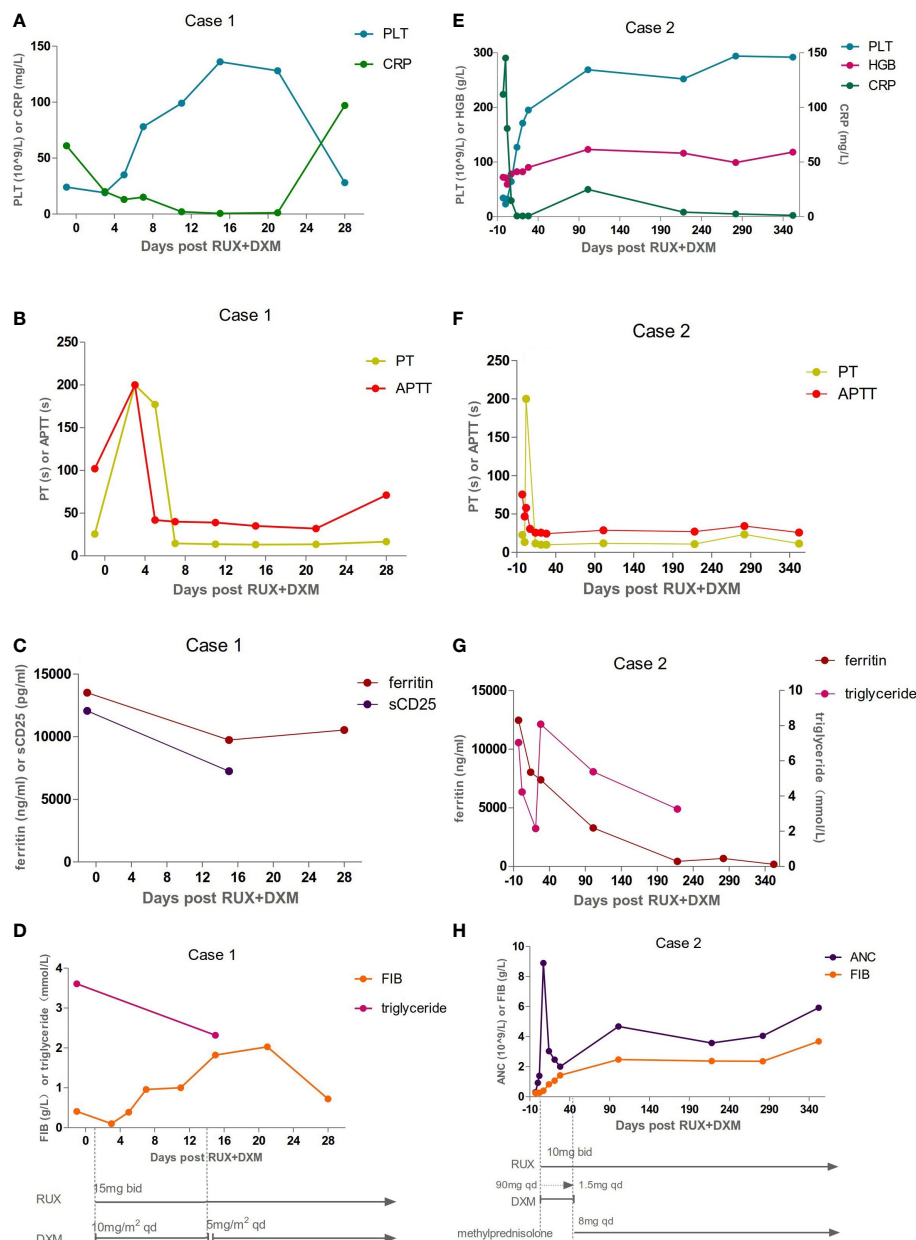 A
Case 1
PLT
CRP
PLT (10^9/L) or CRP (mg/L)
150
100
50
0
0 4 8 12 16 20 24 28
Days post RUX+DXM
B
Case 1
PT
APTT
PT (s) or APTT (s)
250
200
150
100
50
0
0 4 8 12 16 20 24 28
Days post RUX+DXM
C
Case 1
ferritin
sCD25
ferritin (ng/ml) or sCD25 (pg/ml)
15000
10000
5000
0
0 4 8 12 16 20 24 28
Days post RUX+DXM
D
Case 1
FIB
triglyceride
FIB (g/L) or triglyceride (mmol/L)
4
3
2
1
0
0 4 8 12 16 20 24 28
Days post RUX+DXM
RUX
15mg bid
DXM
10mg/m² qd
5mg/m² qd
E
Case 2
PLT
HGB
CRP
PLT (10^9/L) or HGB (g/L)
300
200
100
0
CRP (mg/L)
150
100
50
0
-10 40 90 140 190 240 290 340
Days post RUX+DXM
F
Case 2
PT
APTT
PT (s) or APTT (s)
250
200
150
100
50
0
-10 40 90 140 190 240 290 340
Days post RUX+DXM
G
Case 2
ferritin
triglyceride
ferritin (ng/ml)
15000
10000
5000
0
triglyceride (mmol/L)
10
8
6
4
2
0
-10 40 90 140 190 240 290 340
Days post RUX+DXM
H
Case 2
ANC
FIB
ANC (10^9/L) or FIB (g/L)
10
8
6
4
2
0
-10 40 90 140 190 240 290 340
Days post RUX+DXM
10mg bid
RUX
90mg qd
1.5mg qd
DXM
8mg qd
methylprednisolone